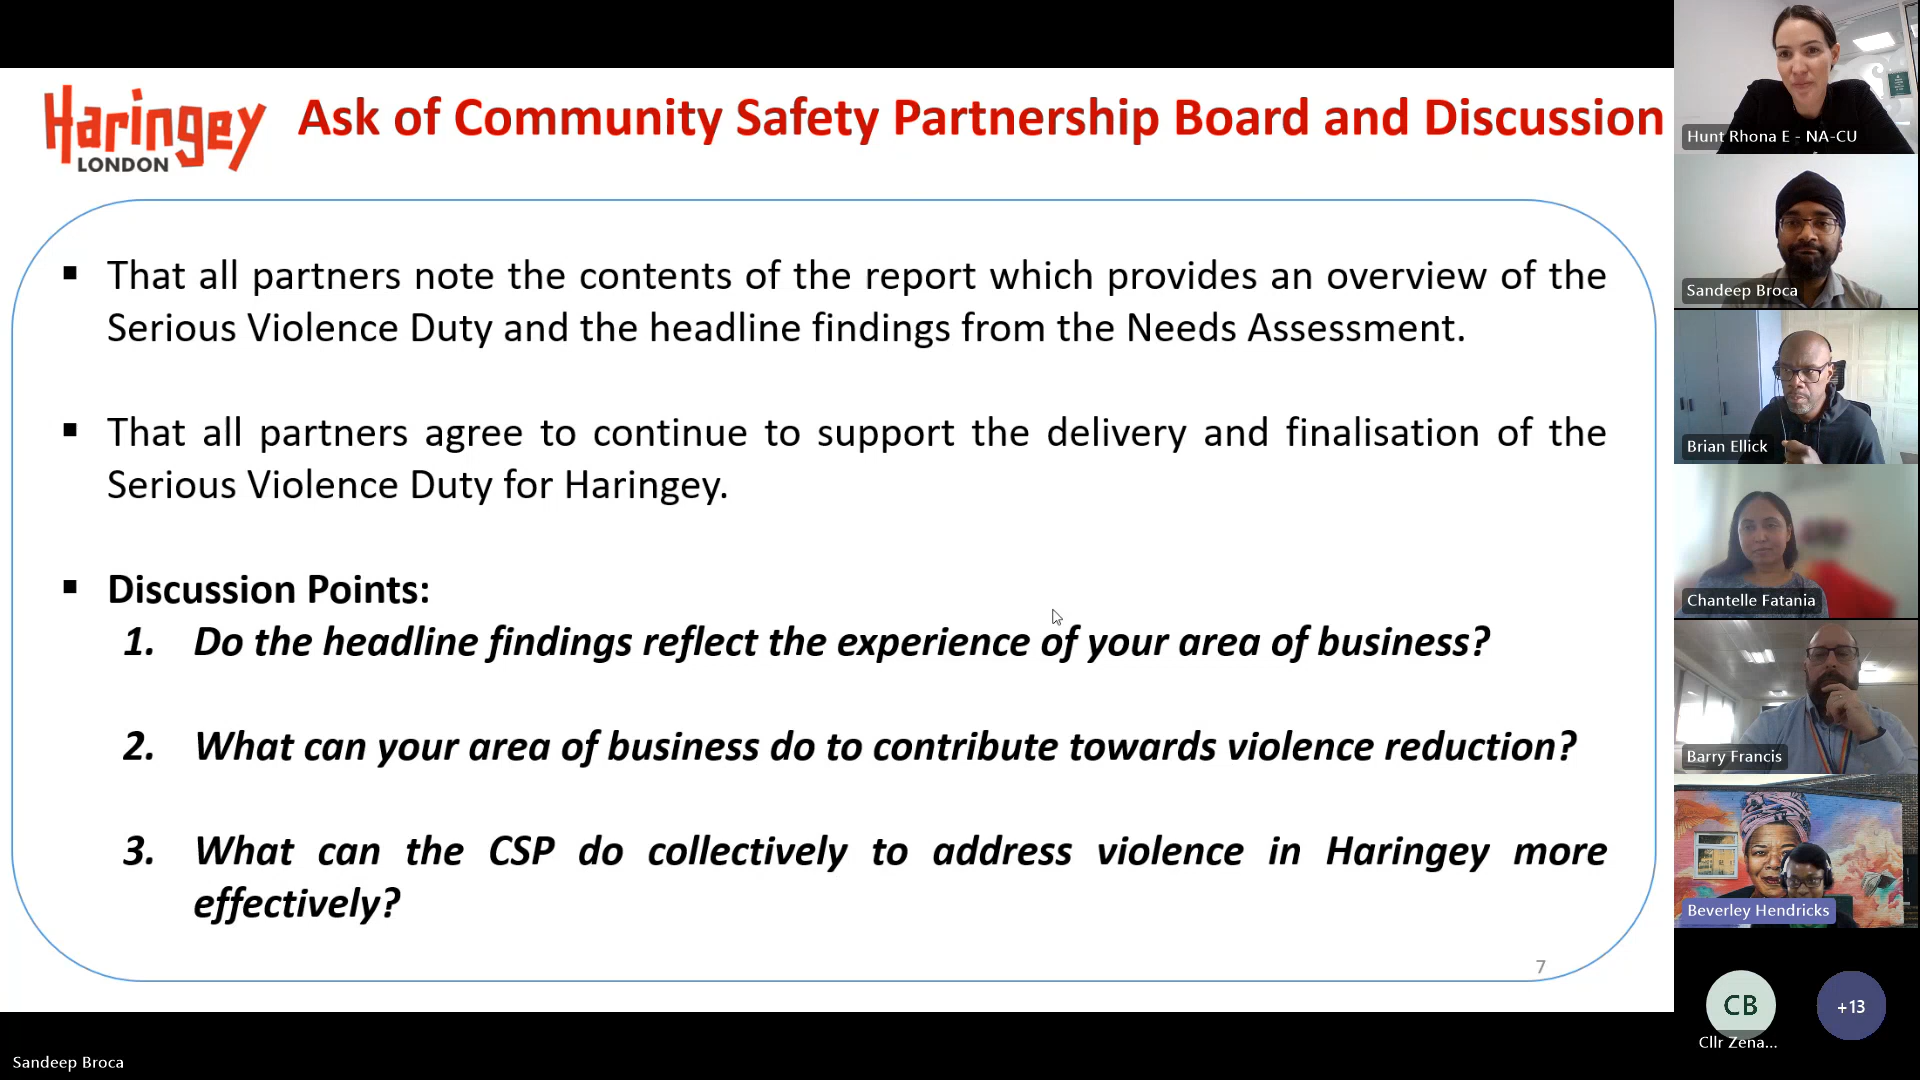 Haringey
LONDON
Ask of Community Safety Partnership Board and Discussion
▪ That all partners note the contents of the report which provides an overview of the
Serious Violence Duty and the headline findings from the Needs Assessment.
▪ That all partners agree to continue to support the delivery and finalisation of the
Serious Violence Duty for Haringey.
▪ Discussion Points:
1. Do the headline findings reflect the experience of your area of business?
2. What can your area of business do to contribute towards violence reduction?
3. What can the CSP do collectively to address violence in Haringey more
effectively?
7
Sandeep Broca
Hunt Rhona E - NA-CU
Sandeep Broca
Brian Ellick
Chantelle Fatania
Barry Francis
Beverley Hendricks
CB
+13
Cllr Zena...